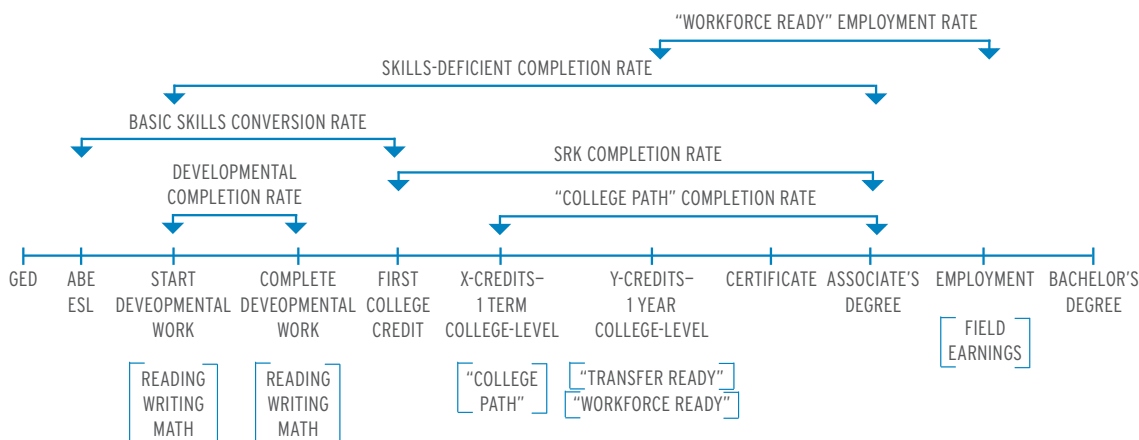 “WORKFORCE READY” EMPLOYMENT RATE
SKILLS-DEFICIENT COMPLETION RATE
BASIC SKILLS CONVERSION RATE
SRK COMPLETION RATE
DEVELOPMENTAL
COMPLETION RATE
“COLLEGE PATH” COMPLETION RATE
GED
ABE
ESL
START
DEVEOPMENTAL
WORK
COMPLETE
DEVEOPMENTAL
WORK
FIRST
COLLEGE
CREDIT
X-CREDITS–
1 TERM
COLLEGE-LEVEL
Y-CREDITS–
1 YEAR
COLLEGE-LEVEL
CERTIFICATE
ASSOCIATE’S
DEGREE
EMPLOYMENT
BACHELOR’S
DEGREE
READING
WRITING
MATH
READING
WRITING
MATH
“COLLEGE
PATH”
“TRANSFER READY”
“WORKFORCE READY”
FIELD
EARNINGS